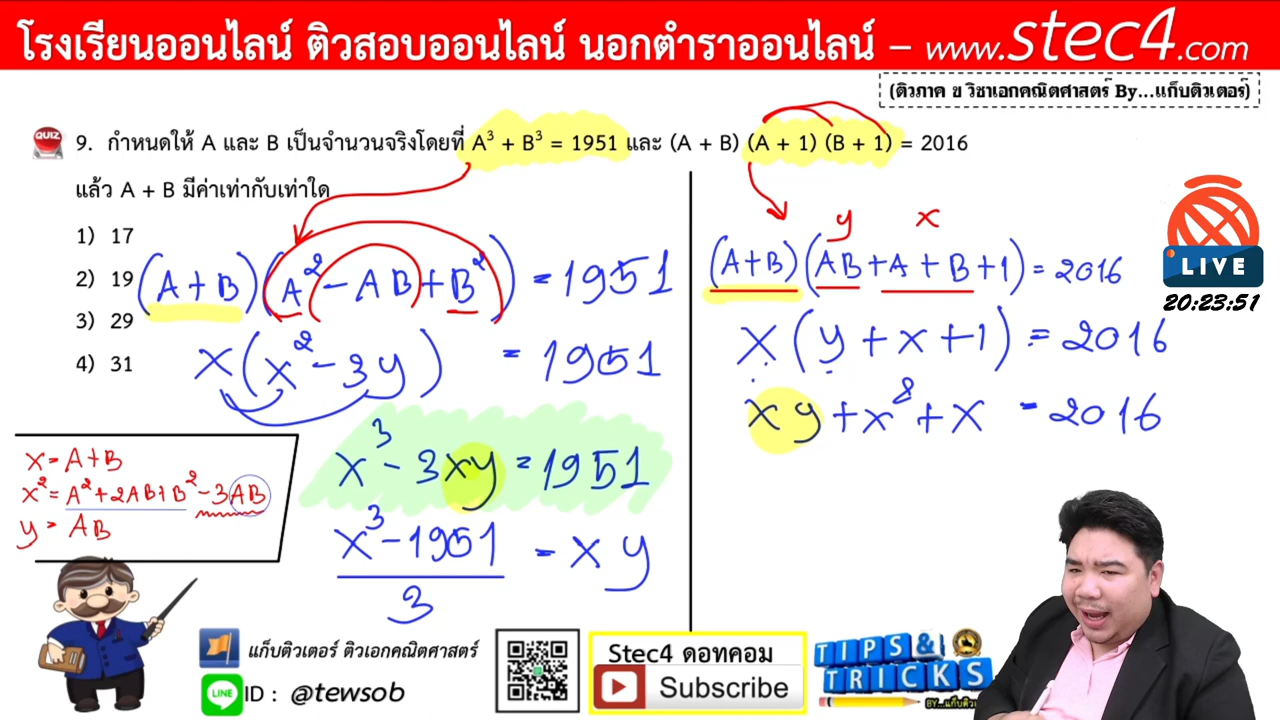 โรงเรียนออนไลน์ ติวสอบออนไลน์ นอกตำราออนไลน์ – www.stec4.com
(ติวภาค ข วิชาเอกคณิตศาสตร์ By...แก็บติวเตอร์)
QUIZ
9. กำหนดให้ A และ B เป็นจำนวนจริงโดยที่ A³ + B³ = 1951 และ (A + B) (A + 1) (B + 1) = 2016
แล้ว A + B มีค่าเท่ากับเท่าใด
1) 17
2) 19
3) 29
4) 31
(A+B)(A²-AB+B²) = 1951
x(x²-3y) = 1951
x³-3xy=1951
x³-1951
3
= xy
x=A+B
x²= A²+2AB+B²-3AB
y= AB
y x
(A+B)(AB+A+B+1)=2016
x(y+x+1)=2016
xy+x²+x =2016
LIVE
20:23:51
แก็บติวเตอร์ ติวเอกคณิตศาสตร์
LINE ID : @tewsob
Stec4 ดอทคอม
Subscribe
TIPS &
TRICKS